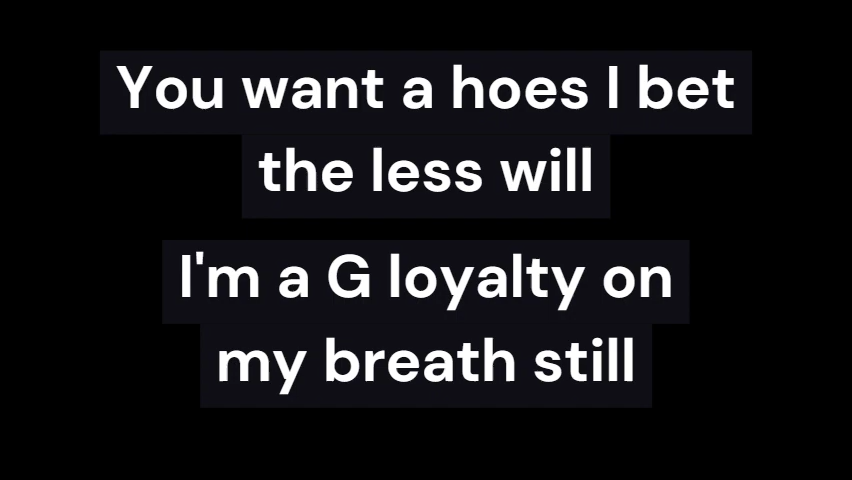 You want a hoes I bet
the less will
I'm a G loyalty on
my breath still